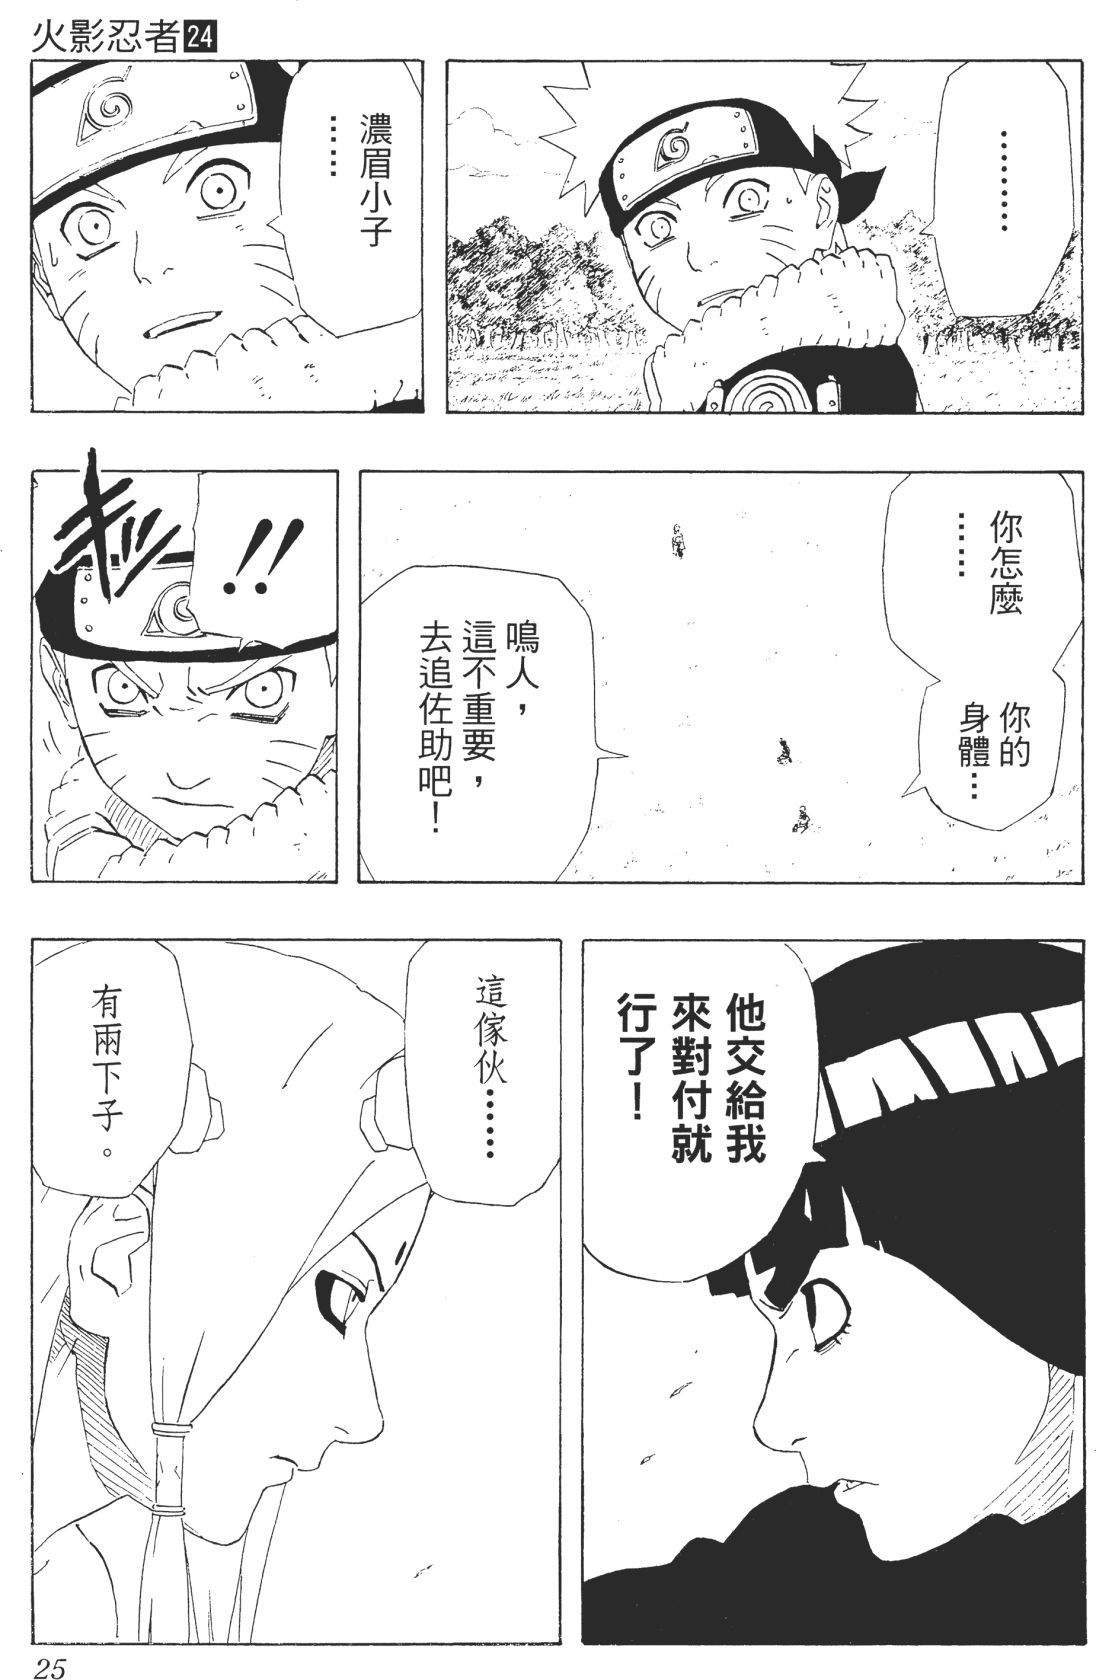 火影忍者24
………
濃眉小子
……
你怎麼
……
你的
身體…
鳴人，
這不重要，
去追佐助吧！
!!
ギッ
他交給我
來對付就
行了！
這傢伙……
有兩下子。
25